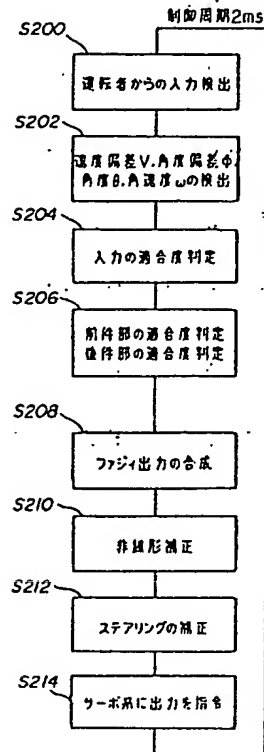 制御周期2ms
S200
運転者からの入力検出
S202
速度偏差V.角度偏差Φ.
角度θ.角速度ωの検出
S204
入力の適合度判定
S206
前件部の適合度判定
後件部の適合度判定
S208
ファジィ出力の合成
S210
非線形補正
S212
ステアリングの補正
S214
サーボ系に出力を指令